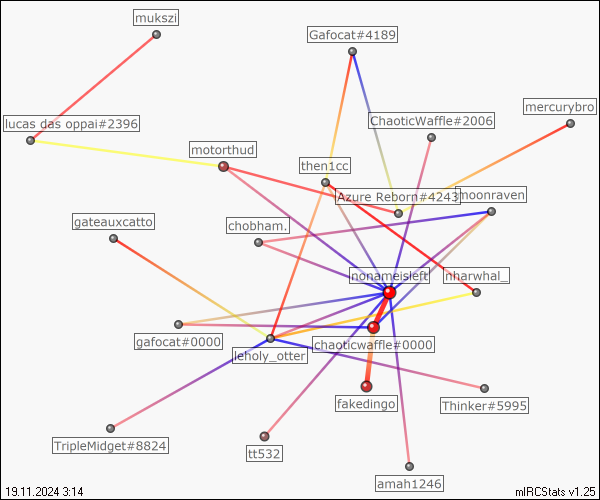 mukszi
Gafocat#4189
mercurybro
ChaoticWaffle#2006
lucas das oppai#2396
motorthud
then1cc
Azure Reborn#4243
moonraven
gateauxcatto
chobham.
nonameisleft
nharwhal_
gafocat#0000
chaoticwaffle#0000
leholy_otter
fakedingo
Thinker#5995
TripleMidget#8824
tt532
amah1246
19.11.2024 3:14
mIRCStats v1.25